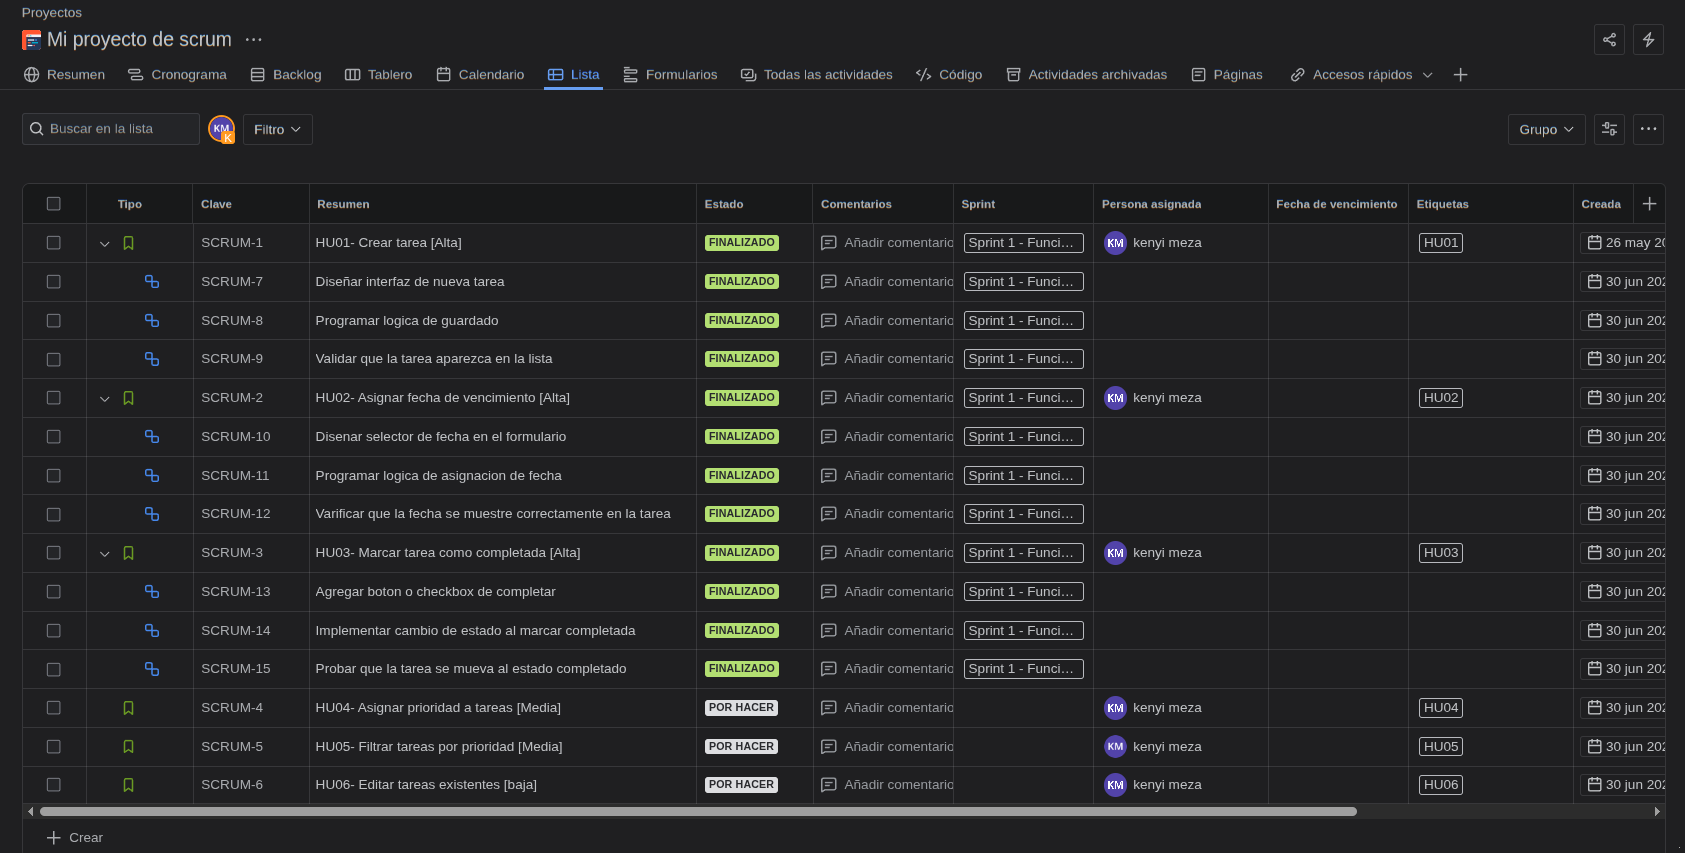 Proyectos
Mi proyecto de scrum
Resumen Cronograma Backlog Tablero Calendario Lista Formularios Todas las actividades Código Actividades archivadas Páginas Accesos rápidos
Buscar en la lista KM K Filtro Grupo
Tipo Clave Resumen Estado Comentarios Sprint Persona asignada Fecha de vencimiento Etiquetas Creada
SCRUM-1 HU01- Crear tarea [Alta] FINALIZADO Añadir comentario Sprint 1 - Funci... KM kenyi meza HU01 26 may 20
SCRUM-7 Diseñar interfaz de nueva tarea FINALIZADO Añadir comentario Sprint 1 - Funci... 30 jun 202
SCRUM-8 Programar logica de guardado FINALIZADO Añadir comentario Sprint 1 - Funci... 30 jun 202
SCRUM-9 Validar que la tarea aparezca en la lista FINALIZADO Añadir comentario Sprint 1 - Funci... 30 jun 202
SCRUM-2 HU02- Asignar fecha de vencimiento [Alta] FINALIZADO Añadir comentario Sprint 1 - Funci... KM kenyi meza HU02 30 jun 202
SCRUM-10 Disenar selector de fecha en el formulario FINALIZADO Añadir comentario Sprint 1 - Funci... 30 jun 202
SCRUM-11 Programar logica de asignacion de fecha FINALIZADO Añadir comentario Sprint 1 - Funci... 30 jun 202
SCRUM-12 Varificar que la fecha se muestre correctamente en la tarea FINALIZADO Añadir comentario Sprint 1 - Funci... 30 jun 202
SCRUM-3 HU03- Marcar tarea como completada [Alta] FINALIZADO Añadir comentario Sprint 1 - Funci... KM kenyi meza HU03 30 jun 202
SCRUM-13 Agregar boton o checkbox de completar FINALIZADO Añadir comentario Sprint 1 - Funci... 30 jun 202
SCRUM-14 Implementar cambio de estado al marcar completada FINALIZADO Añadir comentario Sprint 1 - Funci... 30 jun 202
SCRUM-15 Probar que la tarea se mueva al estado completado FINALIZADO Añadir comentario Sprint 1 - Funci... 30 jun 202
SCRUM-4 HU04- Asignar prioridad a tareas [Media] POR HACER Añadir comentario KM kenyi meza HU04 30 jun 202
SCRUM-5 HU05- Filtrar tareas por prioridad [Media] POR HACER Añadir comentario KM kenyi meza HU05 30 jun 202
SCRUM-6 HU06- Editar tareas existentes [baja] POR HACER Añadir comentario KM kenyi meza HU06 30 jun 202
Crear